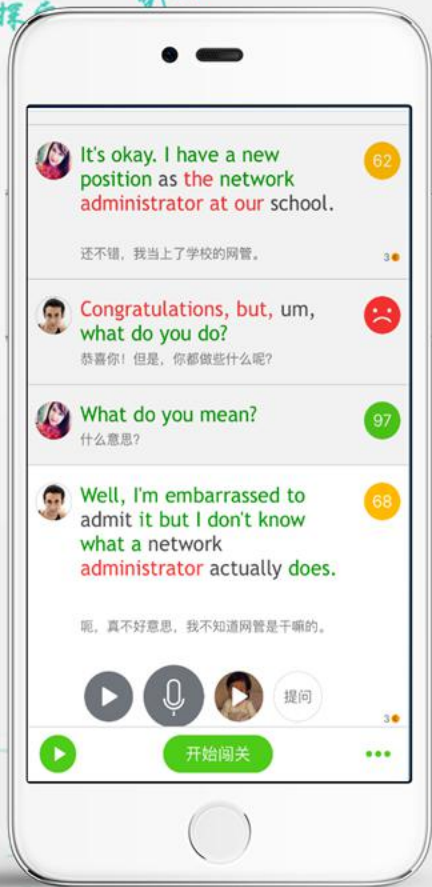 It's okay. I have a new
position as the network
administrator at our school.
62
还不错，我当上了学校的网管。
3
Congratulations, but, um,
what do you do?
恭喜你！但是，你都做些什么呢？
What do you mean?
97
什么意思？
Well, I'm embarrassed to
admit it but I don't know
what a network
administrator actually does.
68
呃，真不好意思，我不知道网管是干嘛的。
提问
3
开始闯关